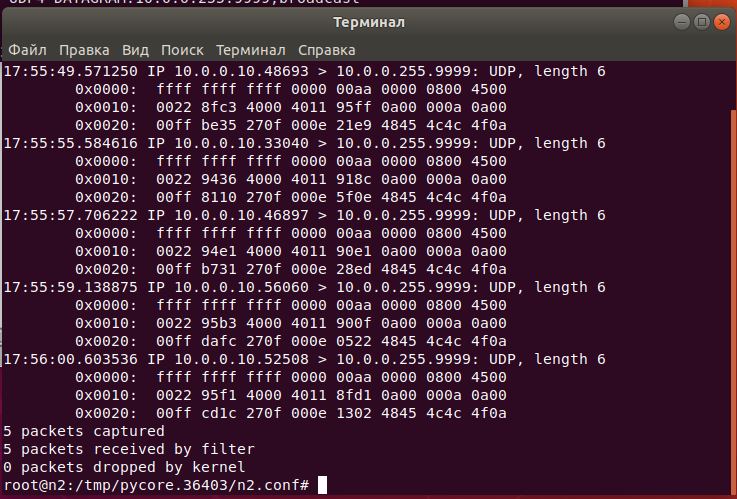 UDP4-DATAGRAM:10.0.0.255:9999,broadcast
Терминал
Файл Правка Вид Поиск Терминал Справка
17:55:49.571250 IP 10.0.0.10.48693 > 10.0.0.255.9999: UDP, length 6
0x0000: ffff ffff ffff 0000 00aa 0000 0800 4500
0x0010: 0022 8fc3 4000 4011 95ff 0a00 000a 0a00
0x0020: 00ff be35 270f 000e 21e9 4845 4c4c 4f0a
17:55:55.584616 IP 10.0.0.10.33040 > 10.0.0.255.9999: UDP, length 6
0x0000: ffff ffff ffff 0000 00aa 0000 0800 4500
0x0010: 0022 9436 4000 4011 918c 0a00 000a 0a00
0x0020: 00ff 8110 270f 000e 5f0e 4845 4c4c 4f0a
17:55:57.706222 IP 10.0.0.10.46897 > 10.0.0.255.9999: UDP, length 6
0x0000: ffff ffff ffff 0000 00aa 0000 0800 4500
0x0010: 0022 94e1 4000 4011 90e1 0a00 000a 0a00
0x0020: 00ff b731 270f 000e 28ed 4845 4c4c 4f0a
17:55:59.138875 IP 10.0.0.10.56060 > 10.0.0.255.9999: UDP, length 6
0x0000: ffff ffff ffff 0000 00aa 0000 0800 4500
0x0010: 0022 95b3 4000 4011 900f 0a00 000a 0a00
0x0020: 00ff dafc 270f 000e 0522 4845 4c4c 4f0a
17:56:00.603536 IP 10.0.0.10.52508 > 10.0.0.255.9999: UDP, length 6
0x0000: ffff ffff ffff 0000 00aa 0000 0800 4500
0x0010: 0022 95f1 4000 4011 8fd1 0a00 000a 0a00
0x0020: 00ff cd1c 270f 000e 1302 4845 4c4c 4f0a
5 packets captured
5 packets received by filter
0 packets dropped by kernel
root@n2:/tmp/pycore.36403/n2.conf#